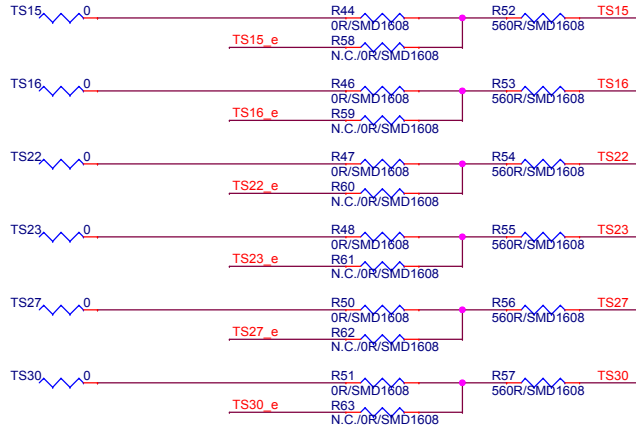 TS15 0 R44 R52 TS15
0R/SMD1608 560R/SMD1608
TS15_e R58
N.C./0R/SMD1608
TS16 0 R46 R53 TS16
0R/SMD1608 560R/SMD1608
TS16_e R59
N.C./0R/SMD1608
TS22 0 R47 R54 TS22
0R/SMD1608 560R/SMD1608
TS22_e R60
N.C./0R/SMD1608
TS23 0 R48 R55 TS23
0R/SMD1608 560R/SMD1608
TS23_e R61
N.C./0R/SMD1608
TS27 0 R50 R56 TS27
0R/SMD1608 560R/SMD1608
TS27_e R62
N.C./0R/SMD1608
TS30 0 R51 R57 TS30
0R/SMD1608 560R/SMD1608
TS30_e R63
N.C./0R/SMD1608